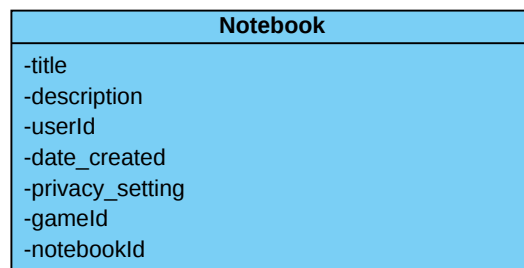 Notebook
-title
-description
-userId
-date_created
-privacy_setting
-gameId
-notebookId